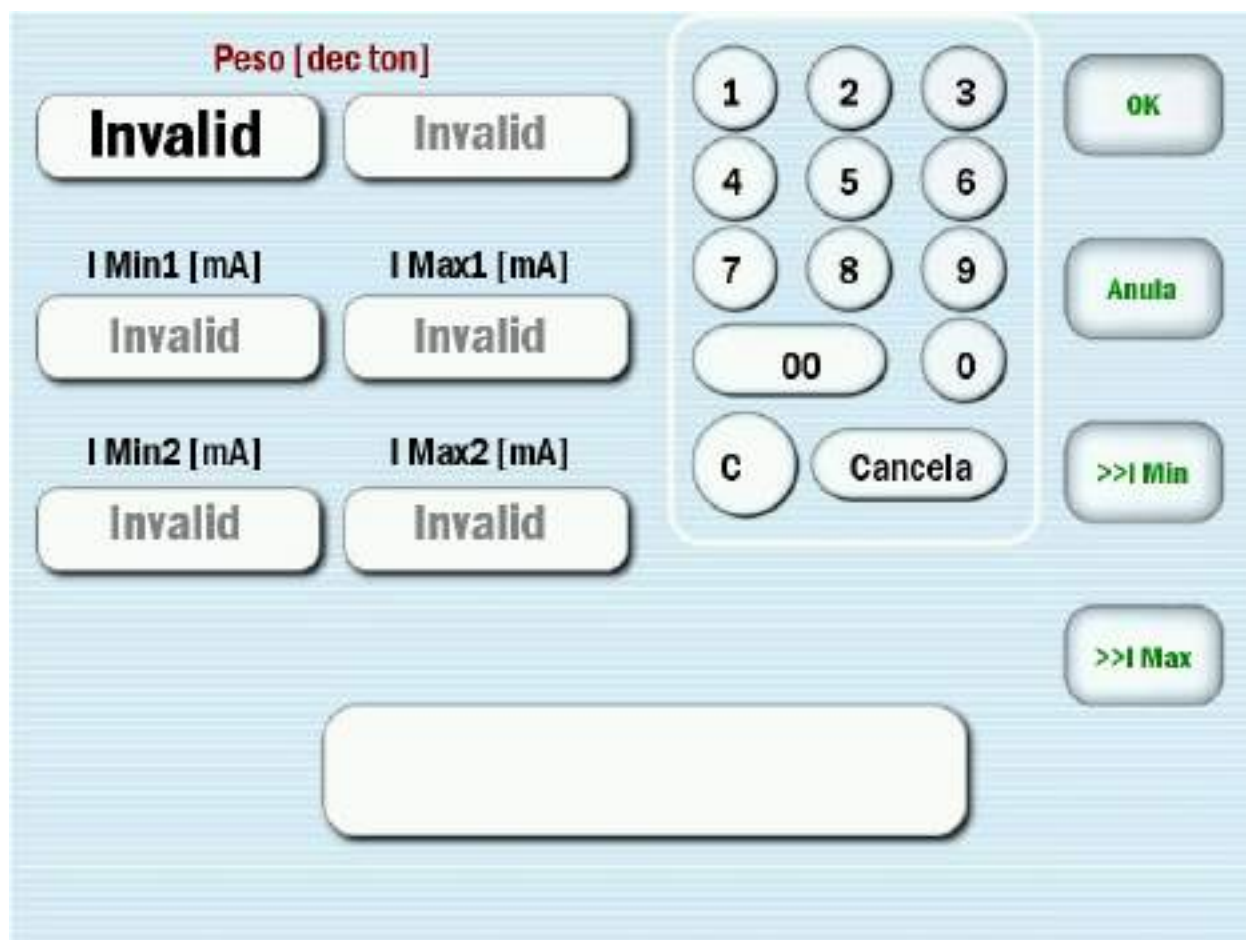 Peso [dec ton]
Invalid Invalid
I Min1 [mA] I Max1 [mA]
Invalid Invalid
I Min2 [mA] I Max2 [mA]
Invalid Invalid
1 2 3
4 5 6
7 8 9
00 0
C Cancela
OK
Anula
>>I Min
>>I Max